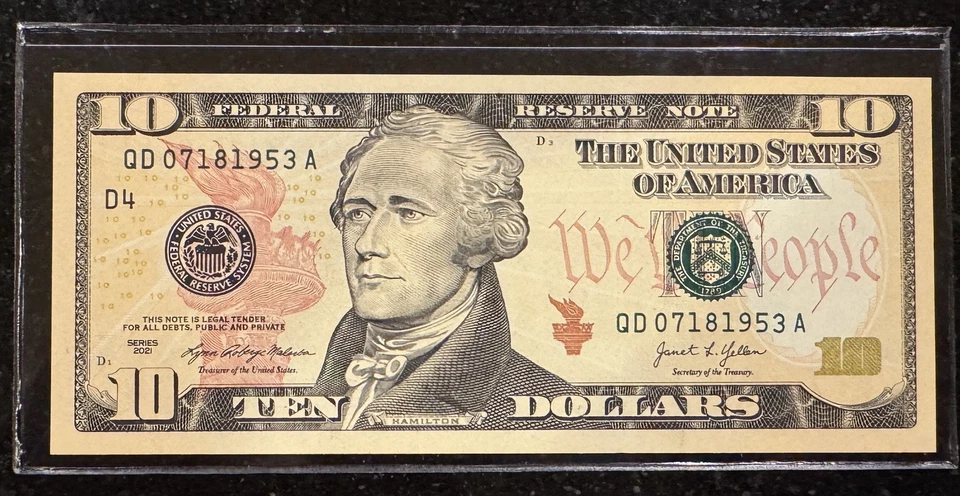 10 FEDERAL RESERVE NOTE 10
D3
QD 07181953 A
THE UNITED STATES
OF AMERICA
D4
UNITED STATES FEDERAL RESERVE SYSTEM
We the People
THE DEPARTMENT OF THE TREASURY
1789
TEN
THIS NOTE IS LEGAL TENDER
FOR ALL DEBTS, PUBLIC AND PRIVATE
QD 07181953 A
SERIES
2021
Lynn Roberge Malerba
Treasurer of the United States.
Janet L. Yellen
Secretary of the Treasury.
10
D1
10 TEN HAMILTON DOLLARS